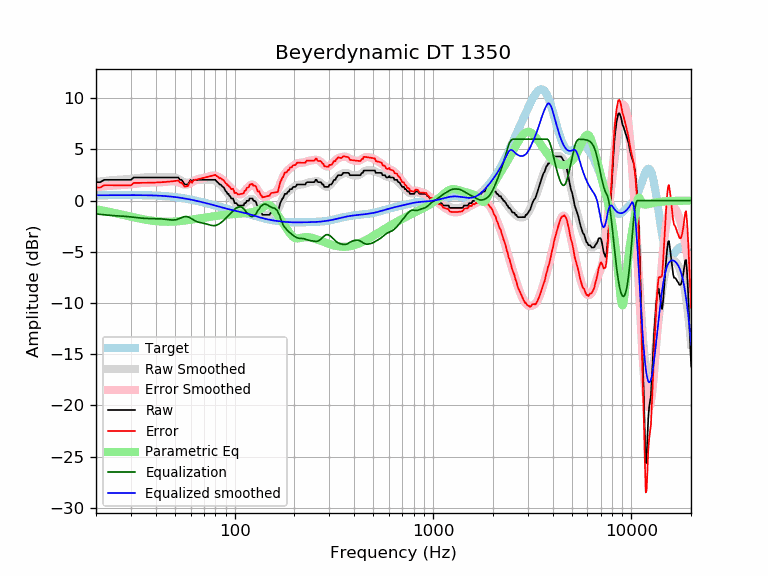 Beyerdynamic DT 1350
Amplitude (dBr)
10
5
0
−5
−10
−15
−20
−25
−30
Target
Raw Smoothed
Error Smoothed
Raw
Error
Parametric Eq
Equalization
Equalized smoothed
100
1000
10000
Frequency (Hz)